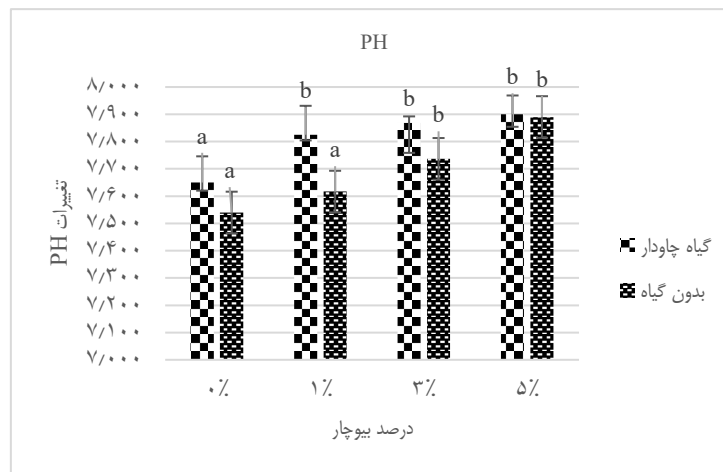 PH
۸٫۰۰۰
۷٫۹۰۰
۷٫۸۰۰
۷٫۷۰۰
۷٫۶۰۰
۷٫۵۰۰
۷٫۴۰۰
۷٫۳۰۰
۷٫۲۰۰
۷٫۱۰۰
۷٫۰۰۰
تغییرات PH
a a b a b b b b
۰٪ ۱٪ ۳٪ ۵٪
درصد بیوچار
گیاه چاودار
بدون گیاه